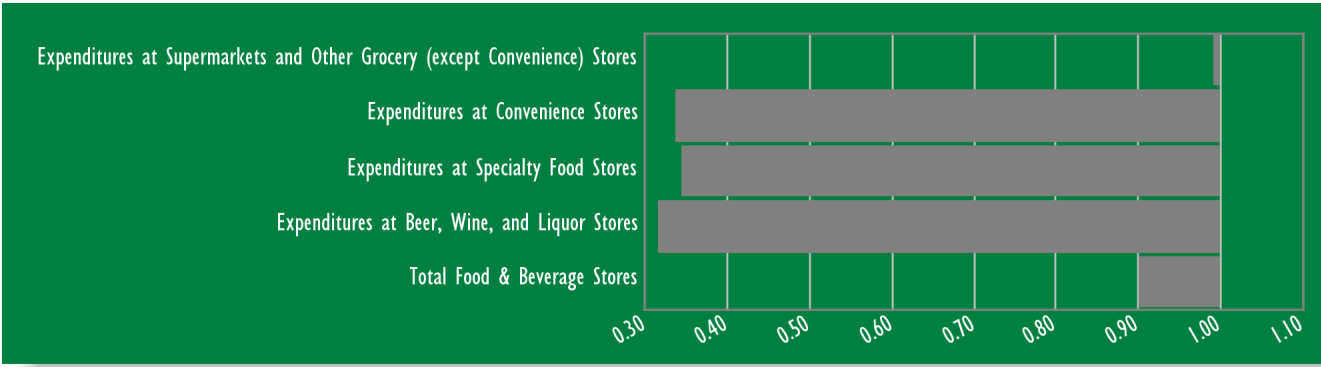 Expenditures at Supermarkets and Other Grocery (except Convenience) Stores
Expenditures at Convenience Stores
Expenditures at Specialty Food Stores
Expenditures at Beer, Wine, and Liquor Stores
Total Food & Beverage Stores
0.30 0.40 0.50 0.60 0.70 0.80 0.90 1.00 1.10